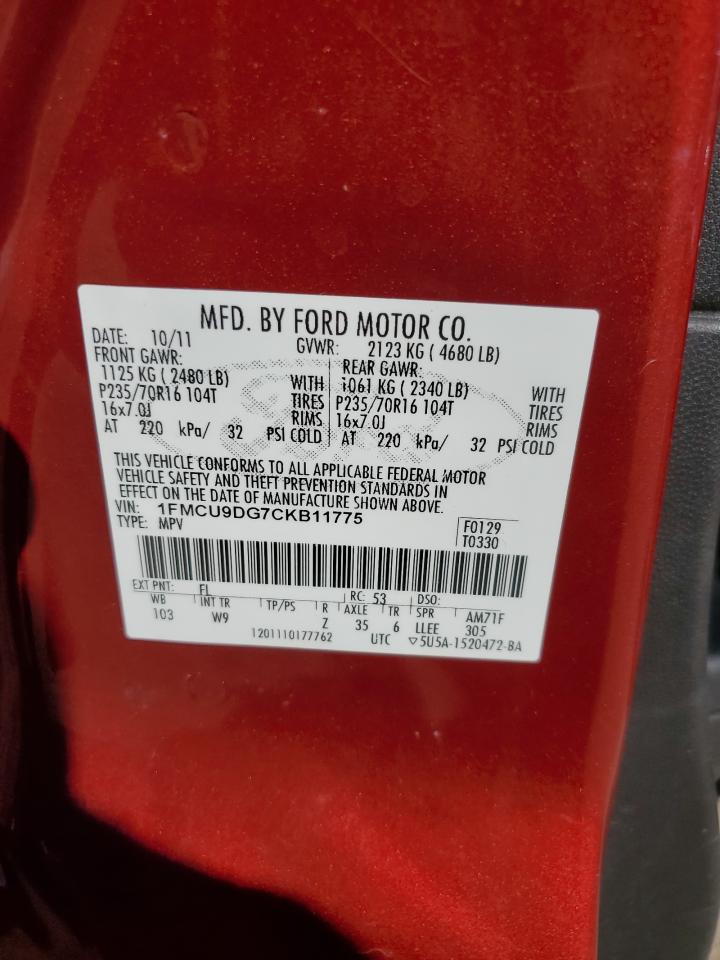 MFD. BY FORD MOTOR CO.
DATE: 10/11 GVWR: 2123 KG ( 4680 LB)
FRONT GAWR: REAR GAWR:
1125 KG ( 2480 LB) WITH 1061 KG ( 2340 LB) WITH
P235/70R16 104T TIRES P235/70R16 104T TIRES
16x7.0J RIMS 16x7.0J RIMS
AT 220 kPa/ 32 PSI COLD AT 220 kPa/ 32 PSI COLD
THIS VEHICLE CONFORMS TO ALL APPLICABLE FEDERAL MOTOR
VEHICLE SAFETY AND THEFT PREVENTION STANDARDS IN
EFFECT ON THE DATE OF MANUFACTURE SHOWN ABOVE.
VIN: 1FMCU9DG7CKB11775 F0129
TYPE: MPV T0330
EXT PNT: FL RC: 53 DSO:
WB INT TR TP/PS R AXLE TR SPR AM71F
103 W9 Z 35 6 LLEE 305
1201110177762 UTC ▽5U5A-1520472-BA